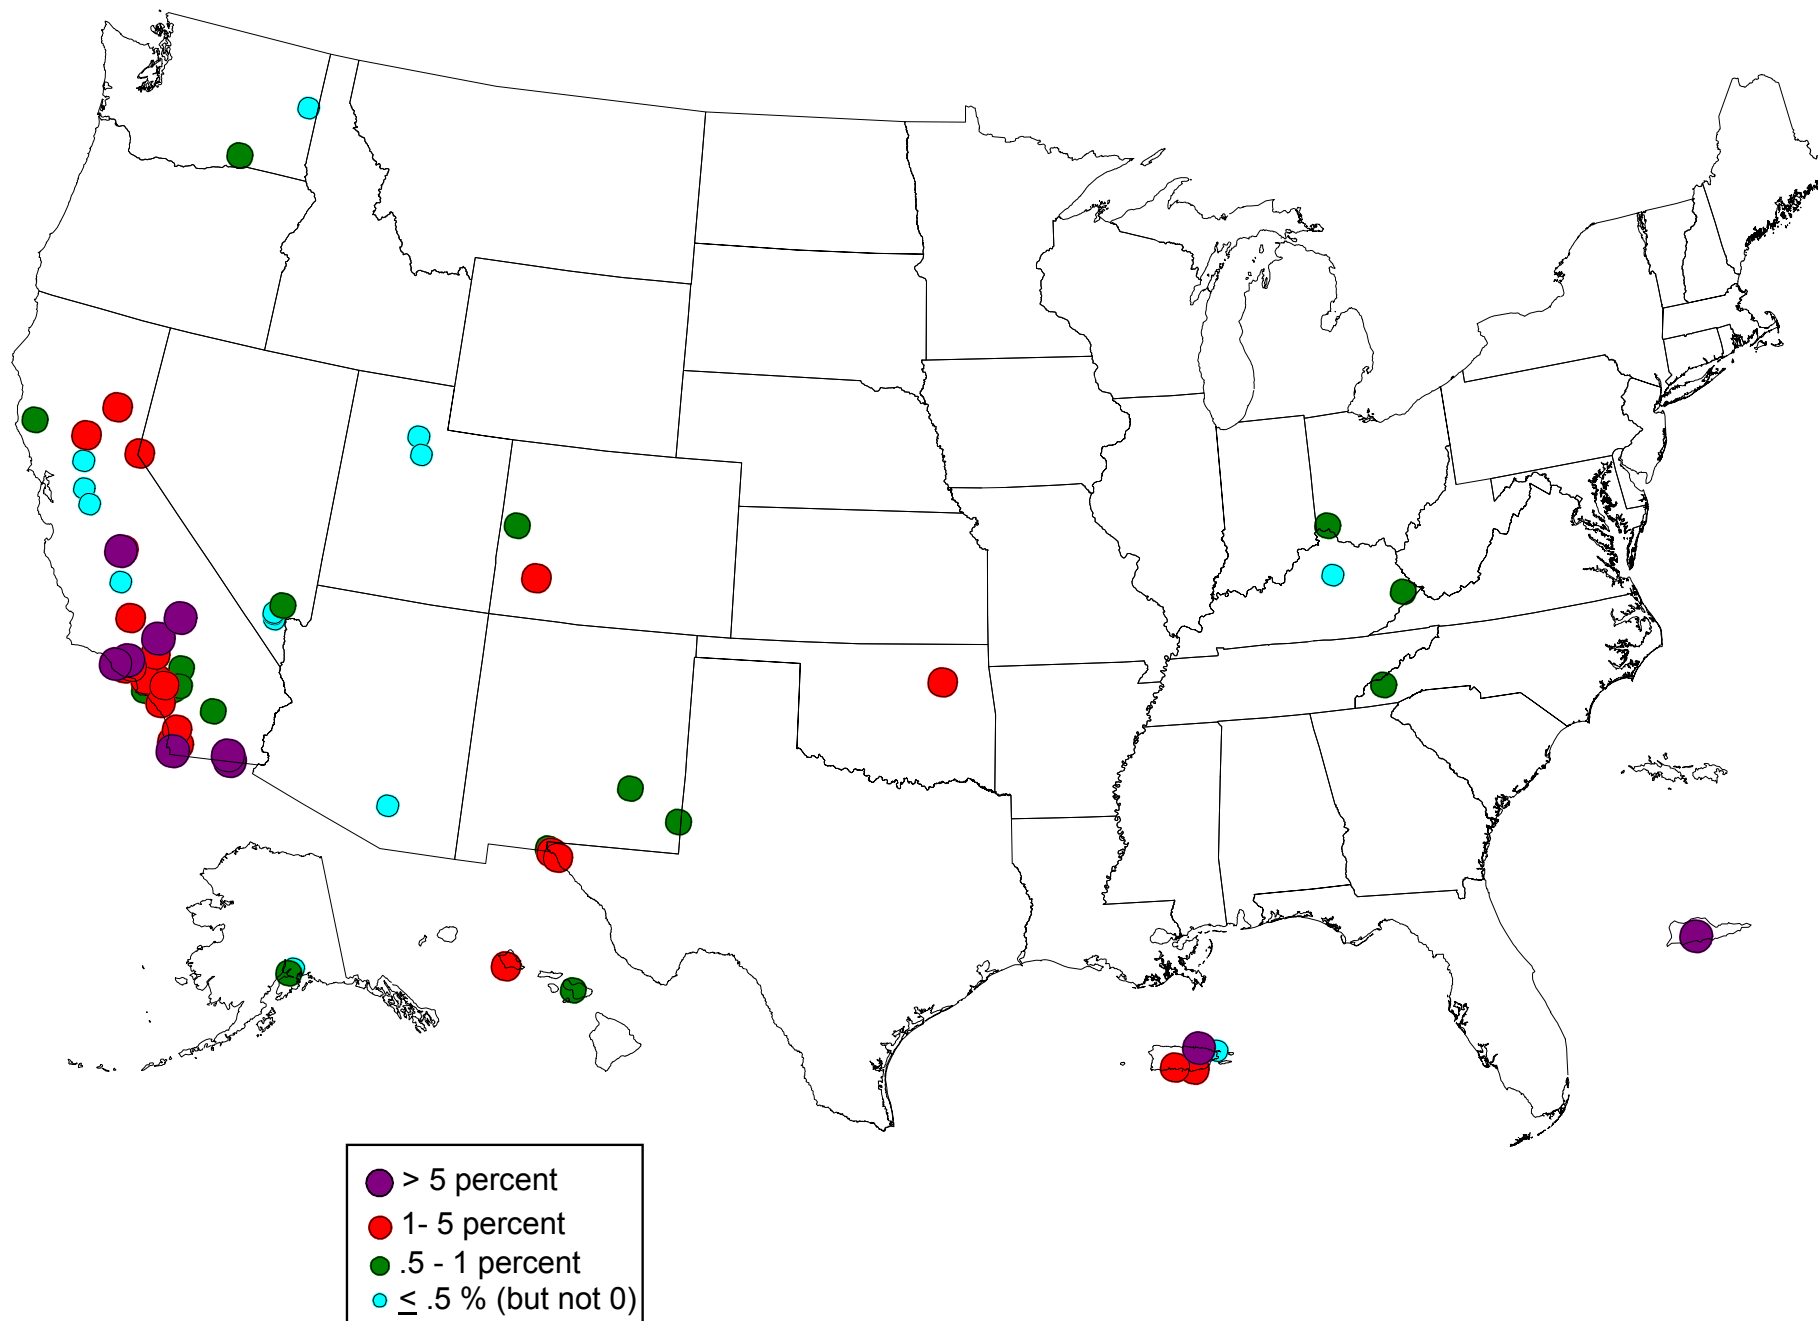 > 5 percent
1- 5 percent
.5 - 1 percent
≤ .5 % (but not 0)